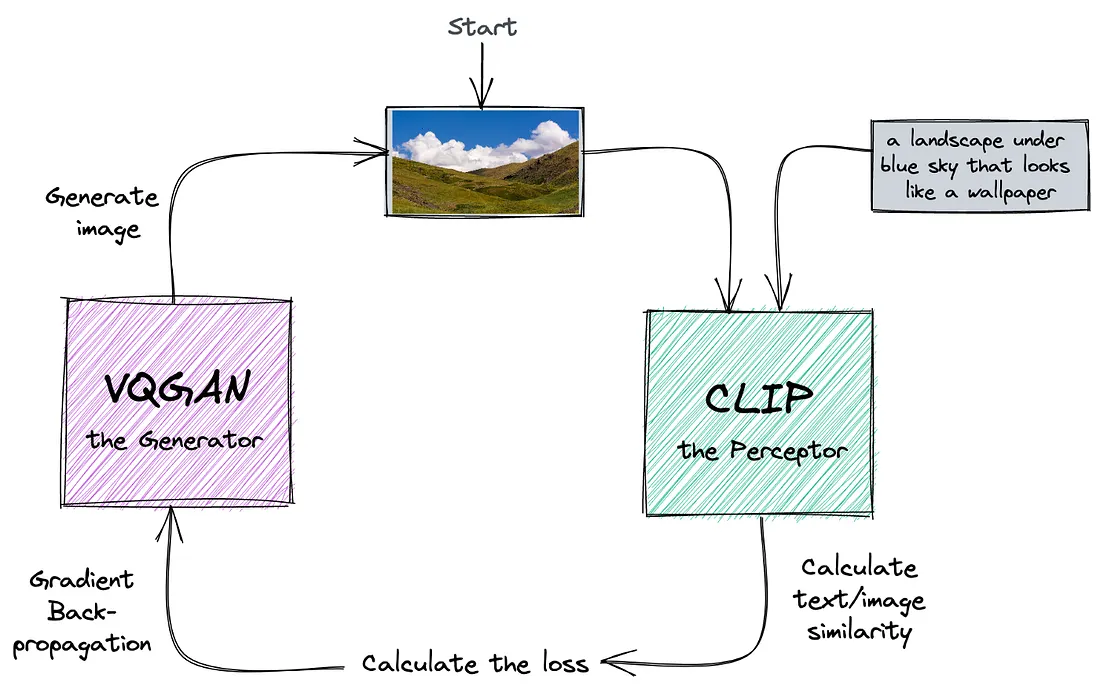 Start
a landscape under
blue sky that looks
like a wallpaper
Generate
image
VQGAN
the Generator
CLIP
the Perceptor
Gradient
Back-
propagation
Calculate
text/image
similarity
Calculate the loss